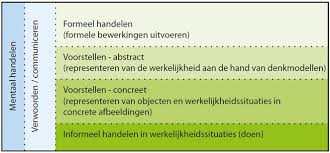 Mentaal handelen
Verwoorden / communiceren
Formeel handelen
(formele bewerkingen uitvoeren)
Voorstellen - abstract
(representeren van de werkelijkheid aan de hand van denkmodellen)
Voorstellen - concreet
(representeren van objecten en werkelijkheidssituaties in
concrete afbeeldingen)
Informeel handelen in werkelijkheidssituaties (doen)